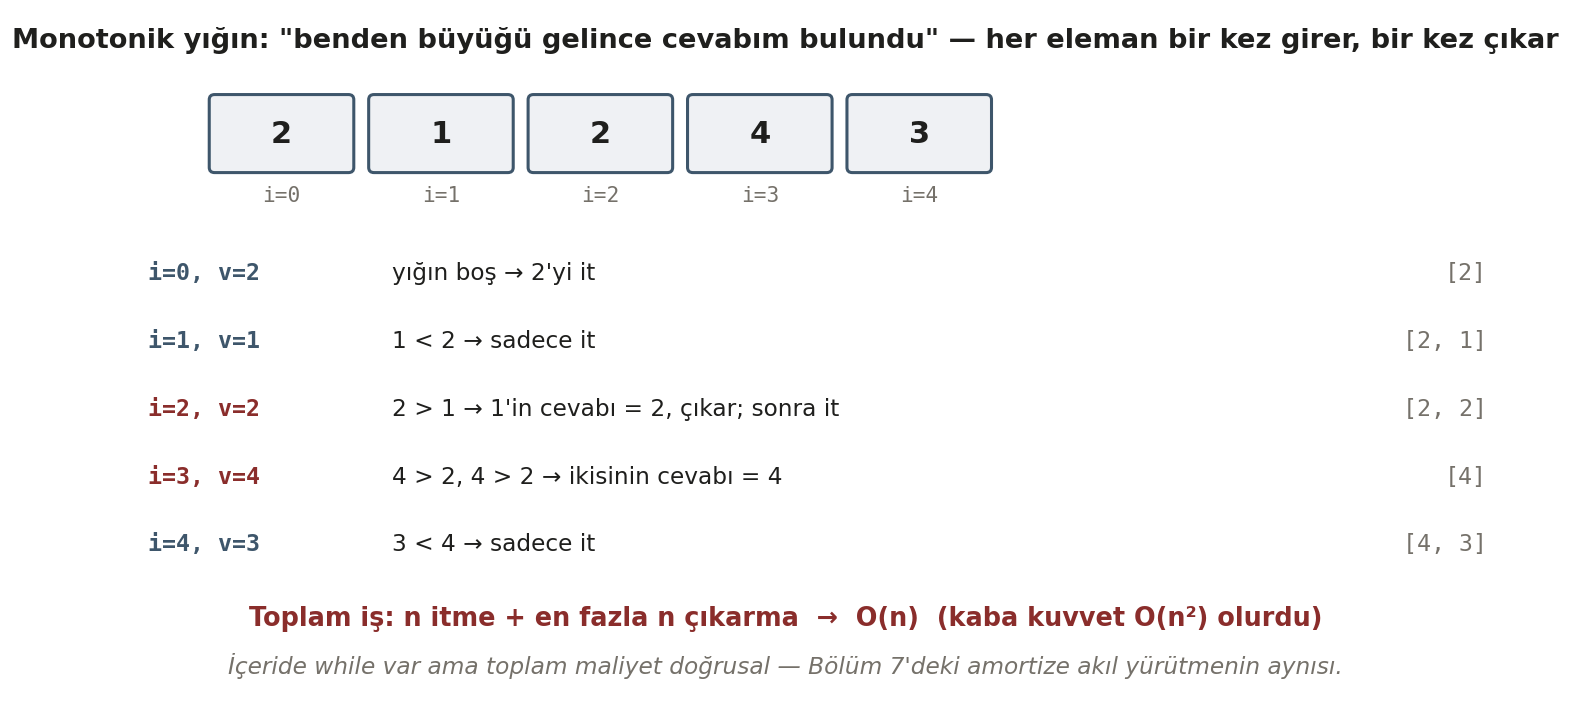 Monotonik yığın: "benden büyüğü gelince cevabım bulundu" — her eleman bir kez girer, bir kez çıkar
2 1 2 4 3
i=0 i=1 i=2 i=3 i=4
i=0, v=2 yığın boş → 2'yi it [2]
i=1, v=1 1 < 2 → sadece it [2, 1]
i=2, v=2 2 > 1 → 1'in cevabı = 2, çıkar; sonra it [2, 2]
i=3, v=4 4 > 2, 4 > 2 → ikisinin cevabı = 4 [4]
i=4, v=3 3 < 4 → sadece it [4, 3]
Toplam iş: n itme + en fazla n çıkarma → O(n) (kaba kuvvet O(n²) olurdu)
İçeride while var ama toplam maliyet doğrusal — Bölüm 7'deki amortize akıl yürütmenin aynısı.